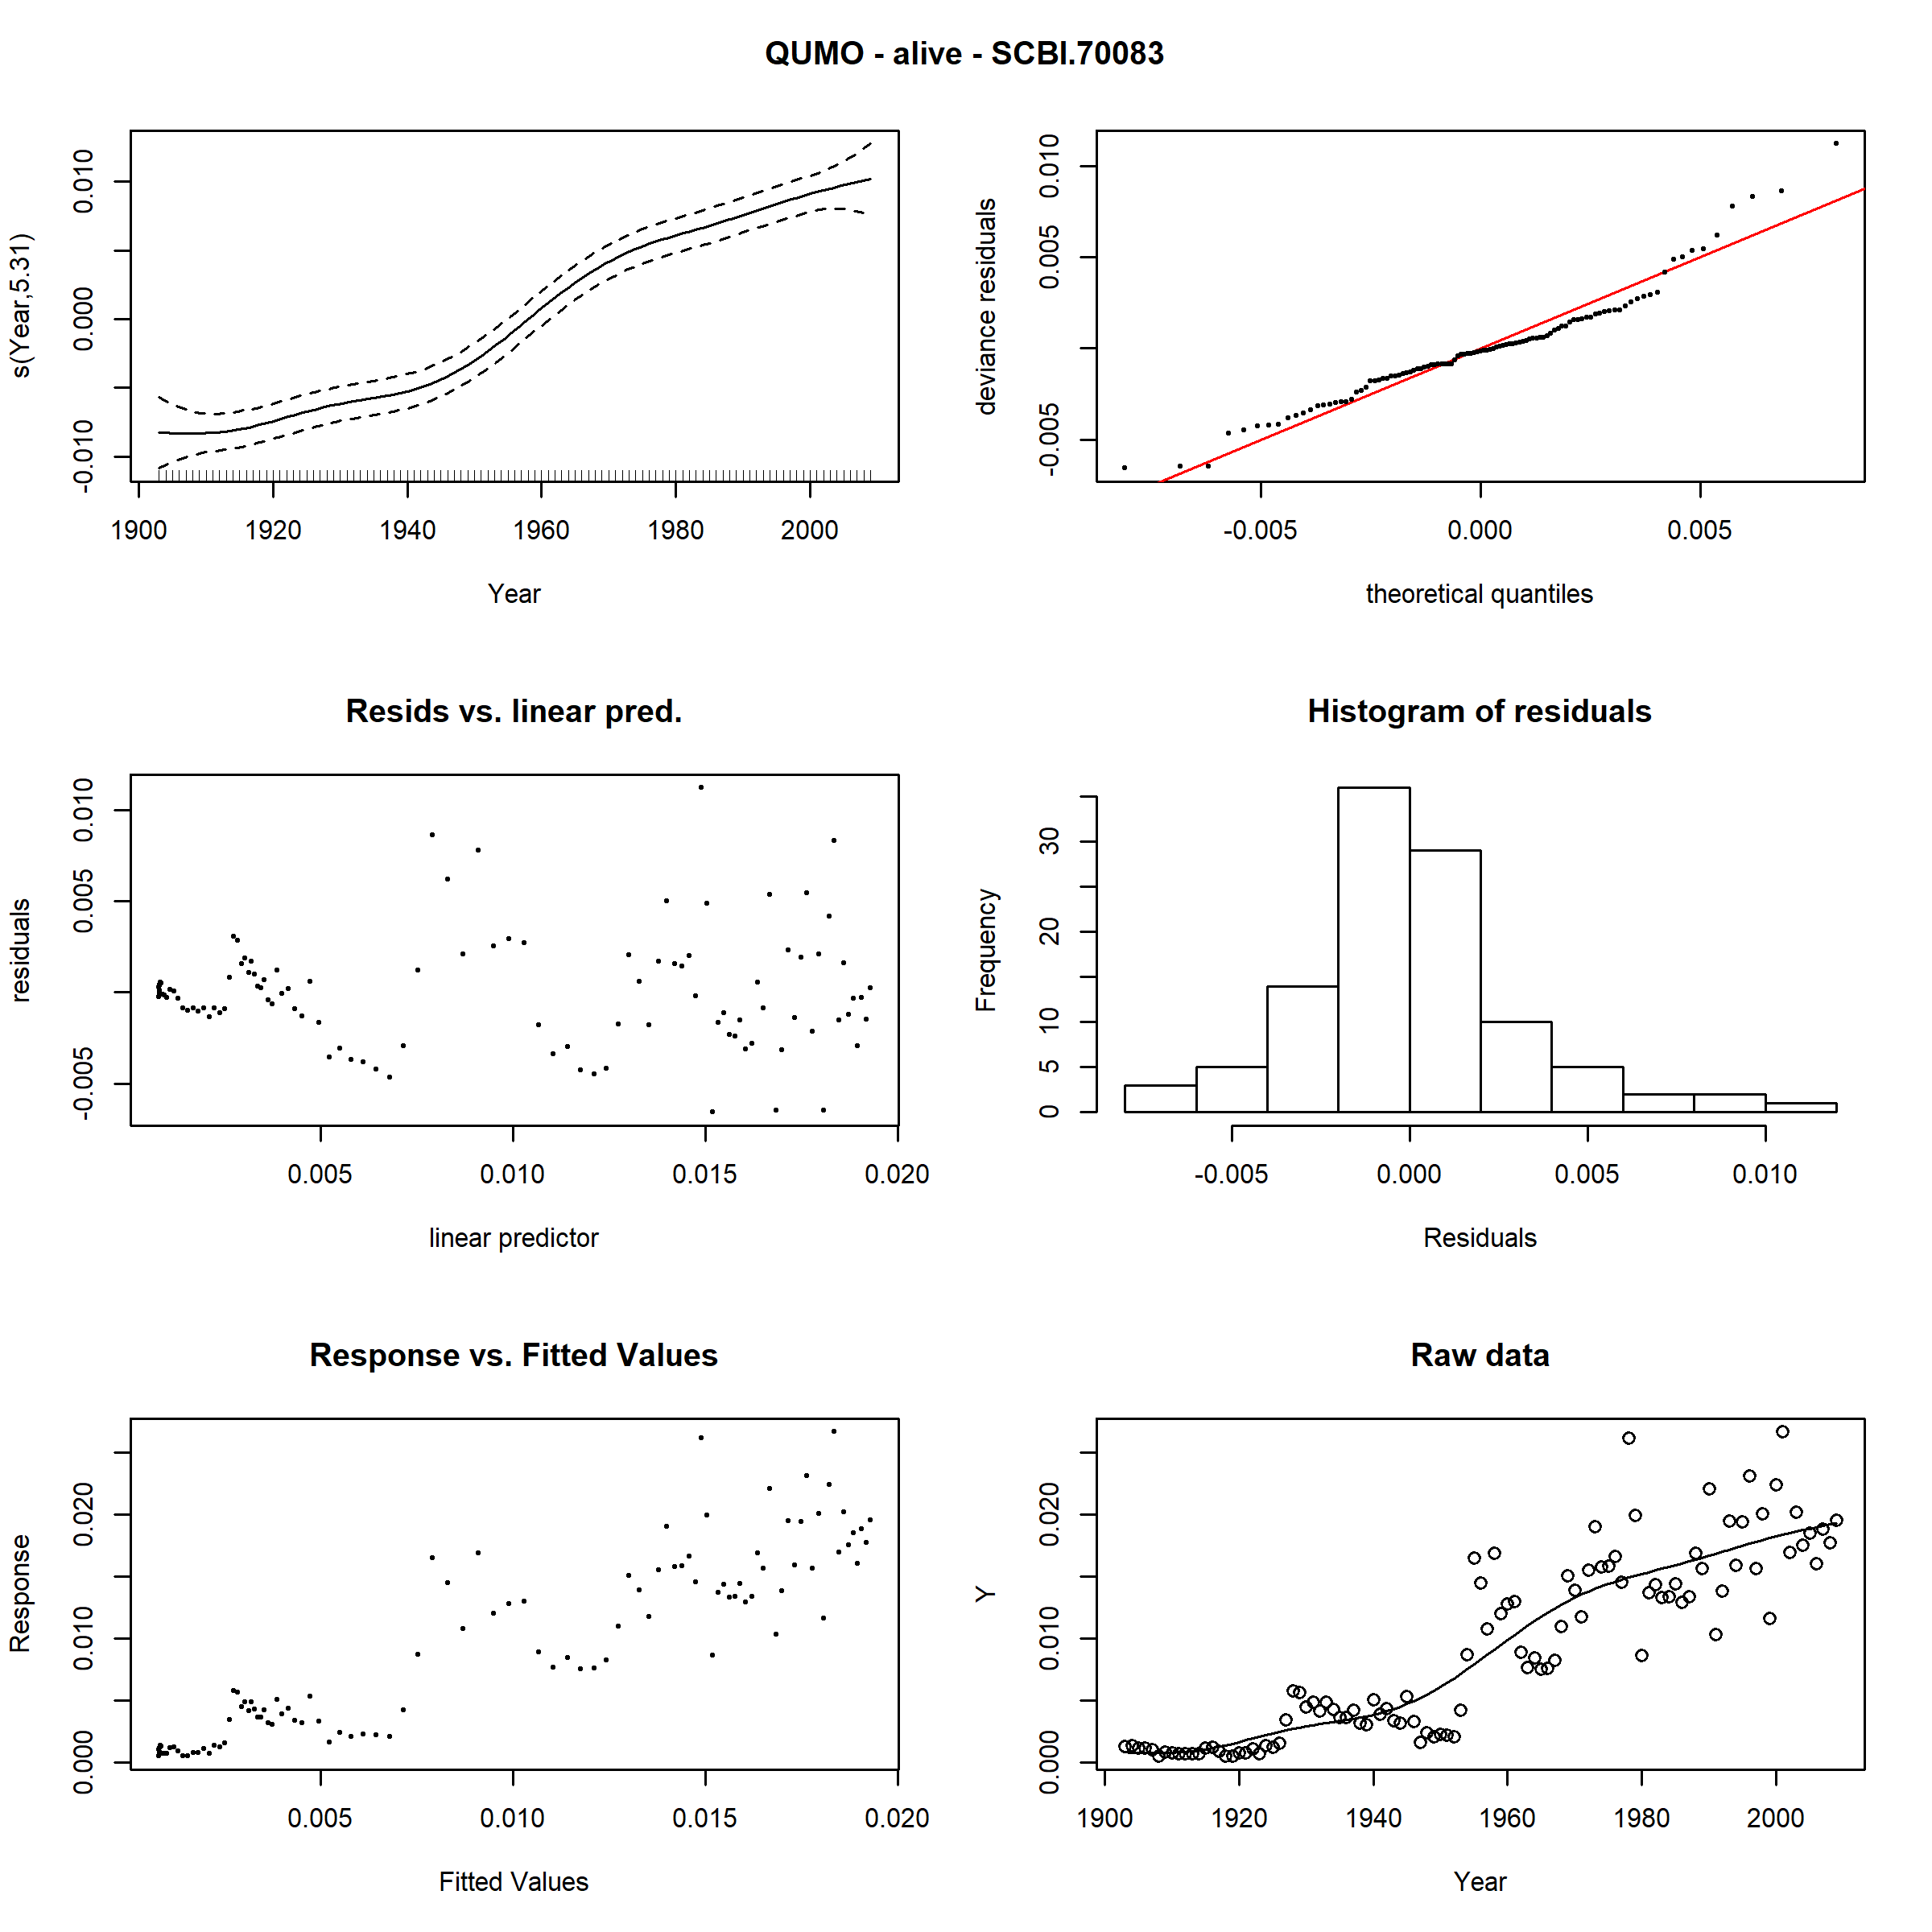 QUMO - alive - SCBI.70083
s(Year,5.31)
-0.010 0.000 0.010
1900 1920 1940 1960 1980 2000
Year
deviance residuals
-0.005 0.005 0.010
-0.005 0.000 0.005
theoretical quantiles
Resids vs. linear pred.
residuals
-0.005 0.005 0.010
0.005 0.010 0.015 0.020
linear predictor
Histogram of residuals
Frequency
0 5 10 20 30
-0.005 0.000 0.005 0.010
Residuals
Response vs. Fitted Values
Response
0.000 0.010 0.020
0.005 0.010 0.015 0.020
Fitted Values
Raw data
Y
0.000 0.010 0.020
1900 1920 1940 1960 1980 2000
Year